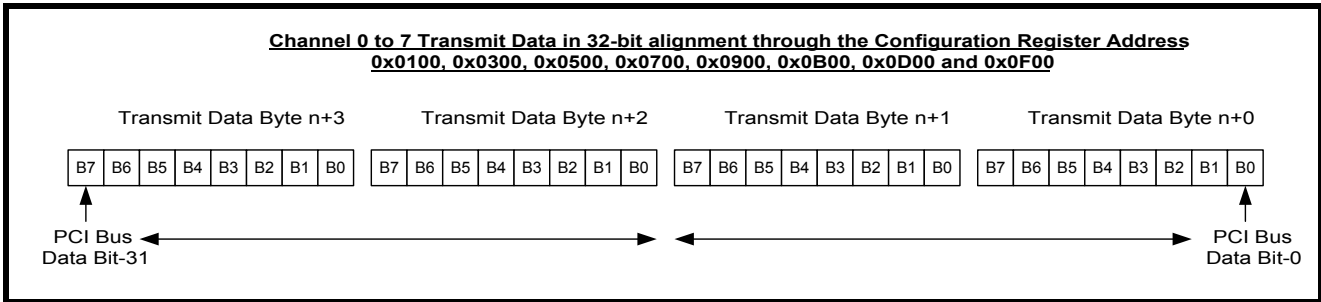 Channel 0 to 7 Transmit Data in 32-bit alignment through the Configuration Register Address
0x0100, 0x0300, 0x0500, 0x0700, 0x0900, 0x0B00, 0x0D00 and 0x0F00
Transmit Data Byte n+3 Transmit Data Byte n+2 Transmit Data Byte n+1 Transmit Data Byte n+0
B7 B6 B5 B4 B3 B2 B1 B0 B7 B6 B5 B4 B3 B2 B1 B0 B7 B6 B5 B4 B3 B2 B1 B0 B7 B6 B5 B4 B3 B2 B1 B0
PCI Bus PCI Bus
Data Bit-31 Data Bit-0